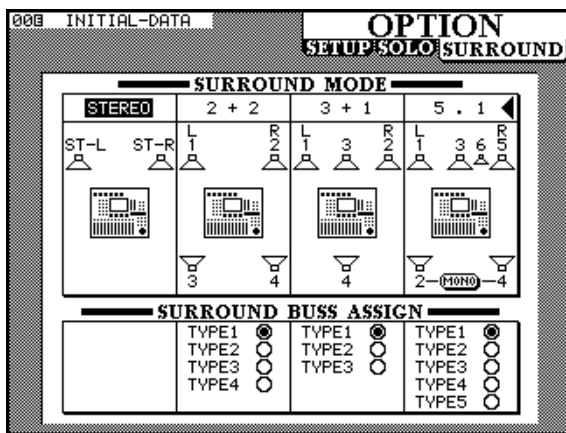 00B INITIAL-DATA
OPTION
SETUP SOLO SURROUND
SURROUND MODE
STEREO 2 + 2 3 + 1 5 . 1
L R L R L R
ST-L ST-R 1 2 1 3 2 1 3 6 5
3 4 4 2 MONO 4
SURROUND BUSS ASSIGN
TYPE1 TYPE1 TYPE1
TYPE2 TYPE2 TYPE2
TYPE3 TYPE3 TYPE3
TYPE4 TYPE4
TYPE5